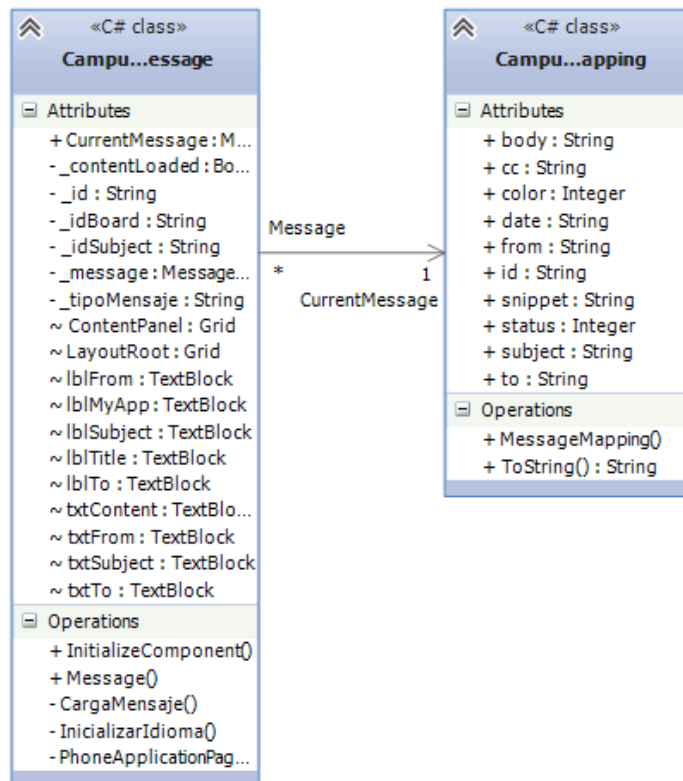 «C# class»
Campu...essage
Attributes
+ CurrentMessage : M...
- _contentLoaded : Bo...
- _id : String
- _idBoard : String
- _idSubject : String
- _message : Message...
- _tipoMensaje : String
~ ContentPanel : Grid
~ LayoutRoot : Grid
~ lblFrom : TextBlock
~ lblMyApp : TextBlock
~ lblSubject : TextBlock
~ lblTitle : TextBlock
~ lblTo : TextBlock
~ txtContent : TextBlo...
~ txtFrom : TextBlock
~ txtSubject : TextBlock
~ txtTo : TextBlock
Operations
+ InitializeComponent()
+ Message()
- CargaMensaje()
- InicializarIdioma()
- PhoneApplicationPag...
Message
* 1
CurrentMessage
«C# class»
Campu...apping
Attributes
+ body : String
+ cc : String
+ color : Integer
+ date : String
+ from : String
+ id : String
+ snippet : String
+ status : Integer
+ subject : String
+ to : String
Operations
+ MessageMapping()
+ ToString() : String